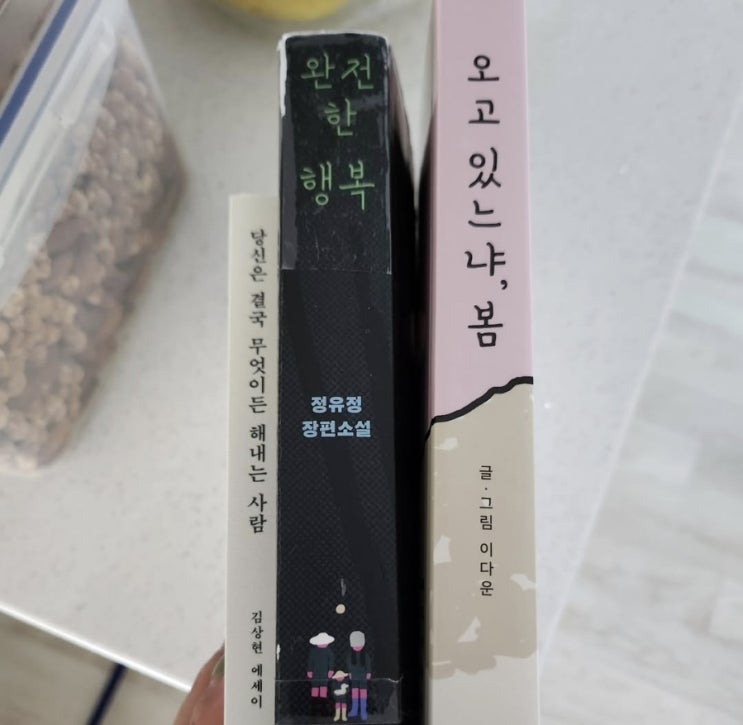 당신은 결국 무엇이든 해내는 사람
김상현 에세이
완전
한
행복
정유정
장편소설
오고 있느냐, 봄
글·그림 이다운